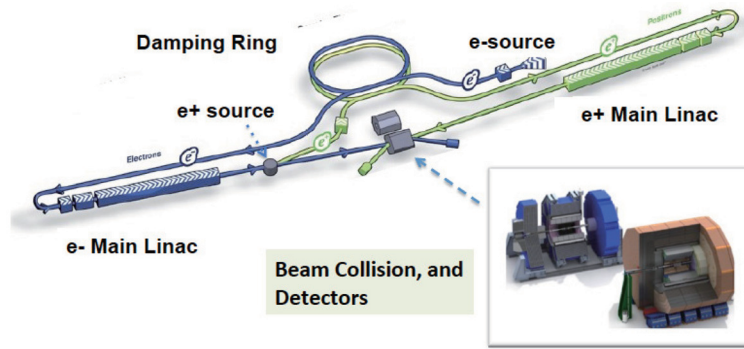 Positrons
Damping Ring
e-source
e-
e-
e+ source
e+ Main Linac
Electrons
e-
e- Main Linac
Beam Collision, and
Detectors